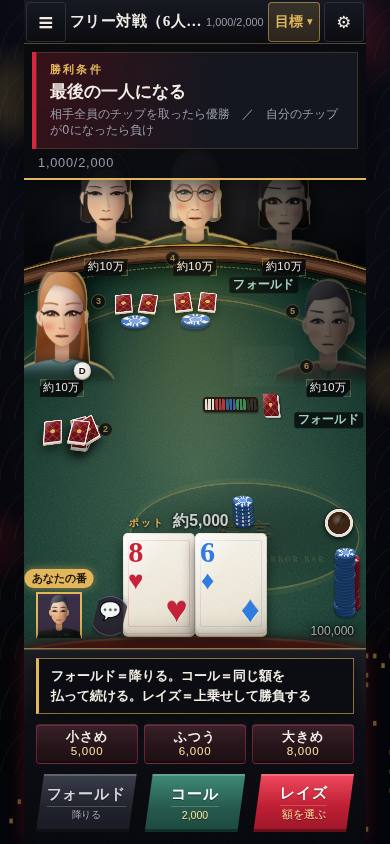 フリー対戦（6人... 1,000/2,000 目標 ▾
勝利条件
最後の一人になる
相手全員のチップを取ったら優勝　／　自分のチップ
が0になったら負け
1,000/2,000
約10万 4 約10万 約10万
フォールド
3 5
D 6
約10万 約10万
フォールド
2
ポット 約5,000
RROR BAR
8 6
あなたの番
100,000
フォールド＝降りる。コール＝同じ額を
払って続ける。レイズ＝上乗せして勝負する
小さめ ふつう 大きめ
5,000 6,000 8,000
フォールド コール レイズ
降りる 2,000 額を選ぶ